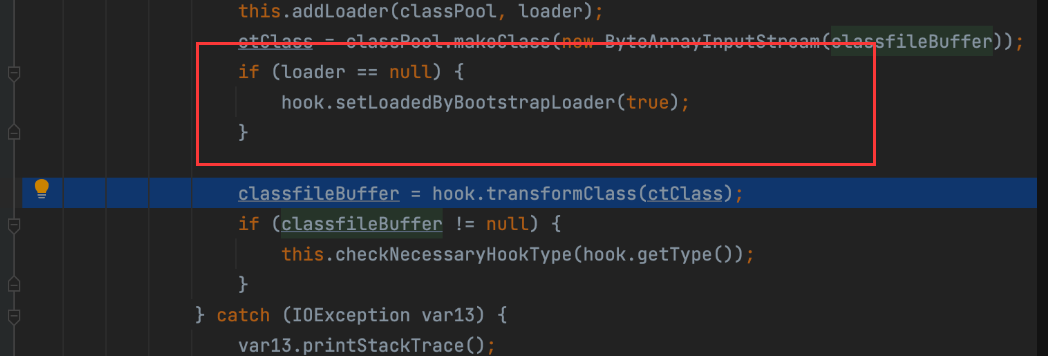 this.addLoader(classPool, loader);
ctClass = classPool.makeClass(new ByteArrayInputStream(classfileBuffer));
if (loader == null) {
hook.setLoadedByBootstrapLoader(true);
}
classfileBuffer = hook.transformClass(ctClass);
if (classfileBuffer != null) {
this.checkNecessaryHookType(hook.getType());
}
} catch (IOException var13) {
var13.printStackTrace();